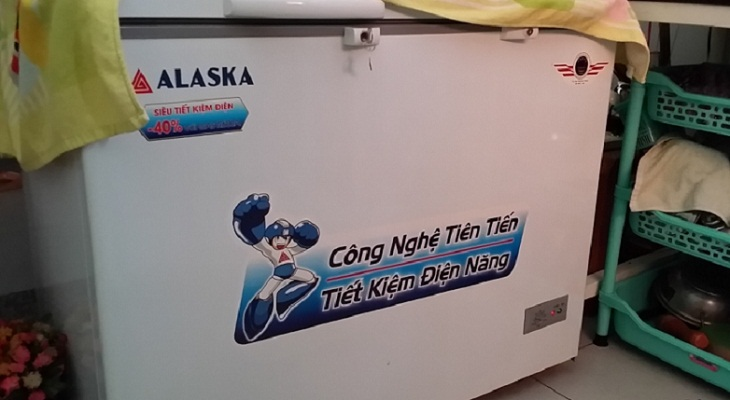 ALASKA
SIÊU TIẾT KIỆM ĐIỆN
-40%
Công Nghệ Tiên Tiến
Tiết Kiệm Điện Năng